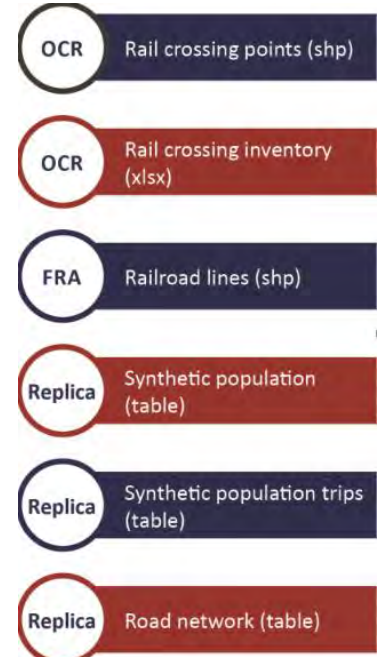 OCR
Rail crossing points (shp)
OCR
Rail crossing inventory
(xlsx)
FRA
Railroad lines (shp)
Replica
Synthetic population
(table)
Replica
Synthetic population trips
(table)
Replica
Road network (table)